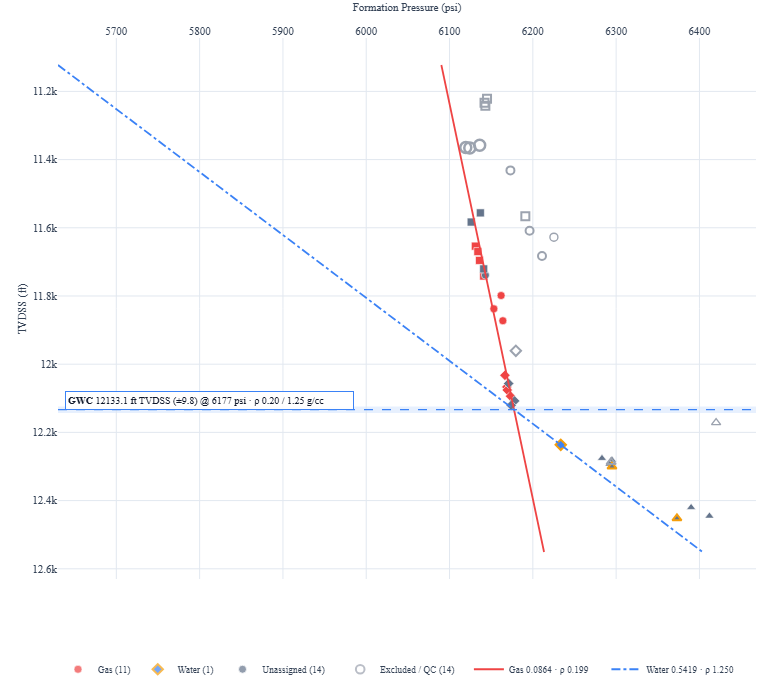 Formation Pressure (psi)
5700 5800 5900 6000 6100 6200 6300 6400
11.2k
11.4k
11.6k
11.8k
TVDSS (ft)
12k
GWC 12133.1 ft TVDSS (±9.8) @ 6177 psi · ρ 0.20 / 1.25 g/cc
12.2k
12.4k
12.6k
Gas (11) Water (1) Unassigned (14) Excluded / QC (14) Gas 0.0864 · ρ 0.199 Water 0.5419 · ρ 1.250